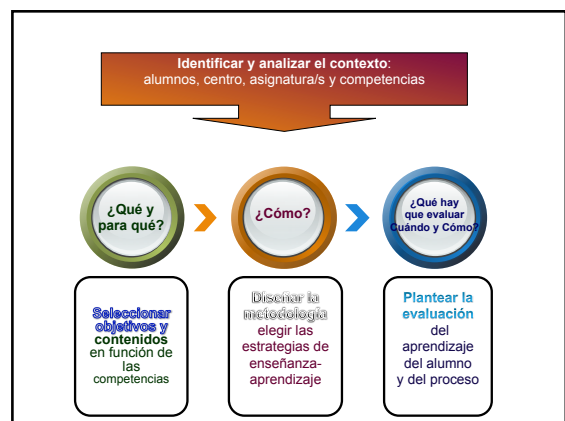 Identificar y analizar el contexto:
alumnos, centro, asignatura/s y competencias
¿Qué y
para qué?
¿Cómo?
¿Qué hay
que evaluar
Cuándo y Cómo?
Seleccionar
objetivos y
contenidos
en función de
las
competencias
Diseñar la
metodología
elegir las
estrategias de
enseñanza-
aprendizaje
Plantear la
evaluación
del
aprendizaje
del alumno
y del proceso